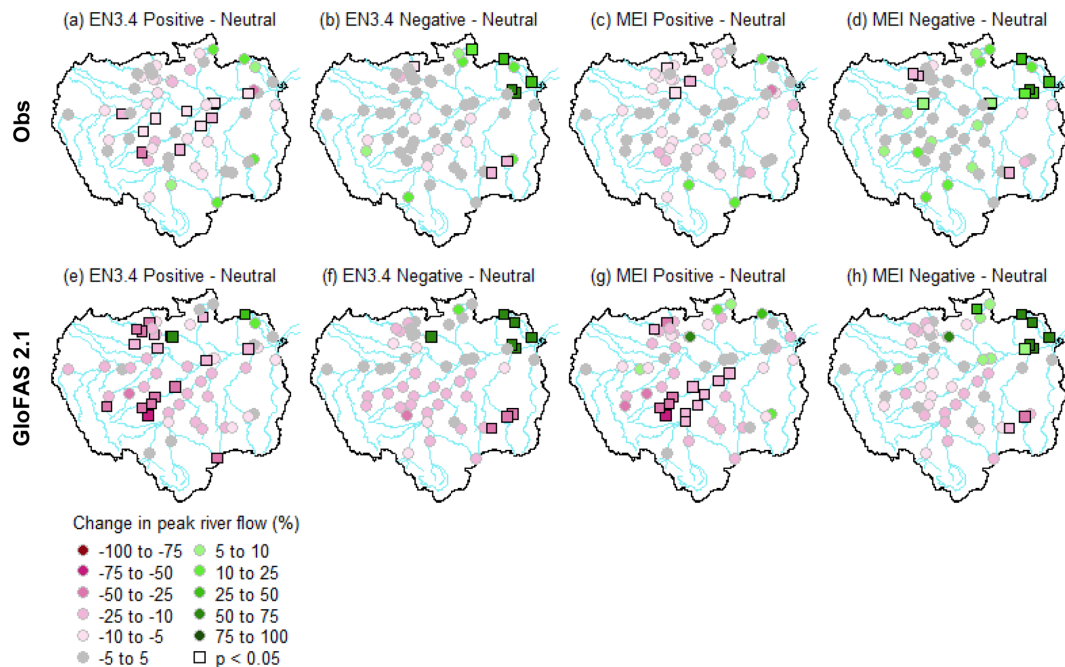 (a) EN3.4 Positive - Neutral
(b) EN3.4 Negative - Neutral
(c) MEI Positive - Neutral
(d) MEI Negative - Neutral
Obs
(e) EN3.4 Positive - Neutral
(f) EN3.4 Negative - Neutral
(g) MEI Positive - Neutral
(h) MEI Negative - Neutral
GloFAS 2.1
Change in peak river flow (%)
-100 to -75
-75 to -50
-50 to -25
-25 to -10
-10 to -5
-5 to 5
5 to 10
10 to 25
25 to 50
50 to 75
75 to 100
p < 0.05